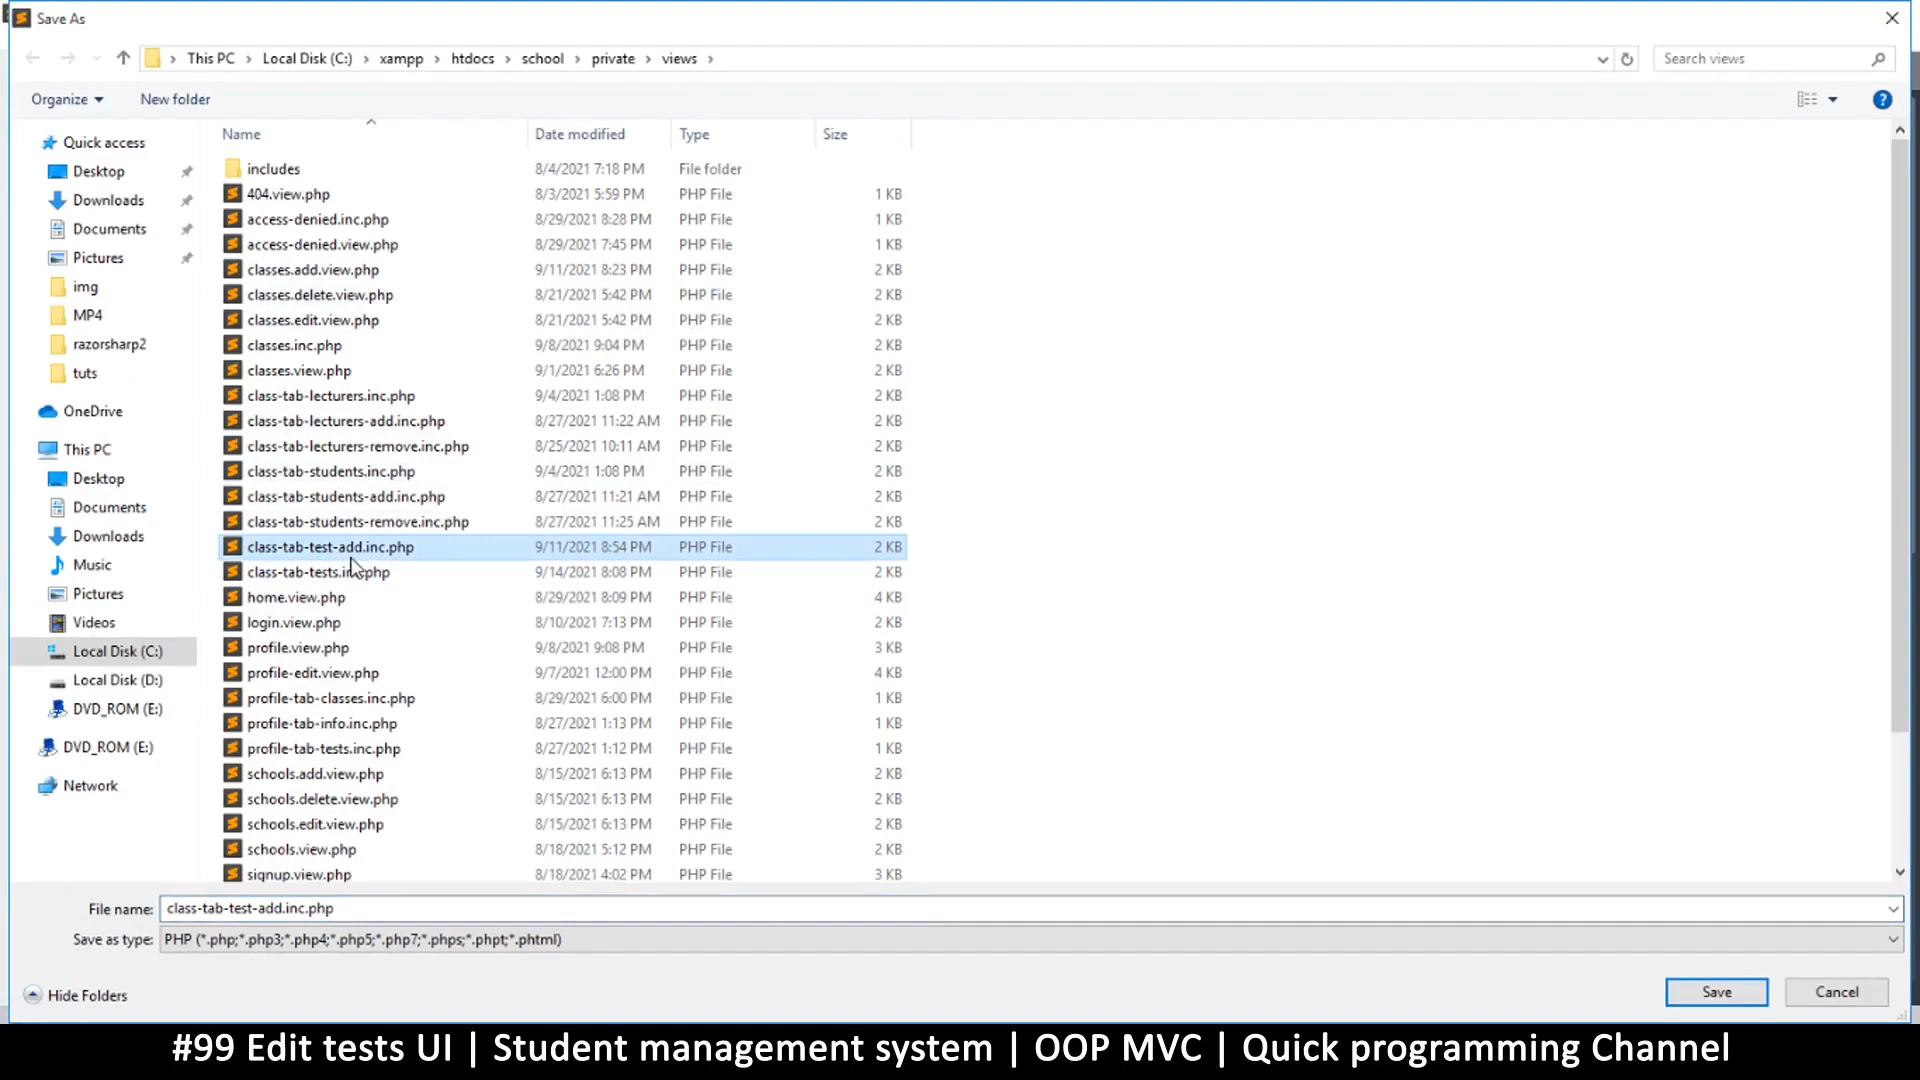 Save As
This PC > Local Disk (C:) > xampp > htdocs > school > private > views >
Search views
Organize
New folder
Name Date modified Type Size
Quick access
Desktop
Downloads
Documents
Pictures
img
MP4
razorsharp2
tuts
OneDrive
This PC
Desktop
Documents
Downloads
Music
Pictures
Videos
Local Disk (C:)
Local Disk (D:)
DVD_ROM (E:)
DVD_ROM (E:)
Network
includes 8/4/2021 7:18 PM File folder
404.view.php 8/3/2021 5:59 PM PHP File 1 KB
access-denied.inc.php 8/29/2021 8:28 PM PHP File 1 KB
access-denied.view.php 8/29/2021 7:45 PM PHP File 1 KB
classes.add.view.php 9/11/2021 8:23 PM PHP File 2 KB
classes.delete.view.php 8/21/2021 5:42 PM PHP File 2 KB
classes.edit.view.php 8/21/2021 5:42 PM PHP File 2 KB
classes.inc.php 9/8/2021 9:04 PM PHP File 2 KB
classes.view.php 9/1/2021 6:26 PM PHP File 2 KB
class-tab-lecturers.inc.php 9/4/2021 1:08 PM PHP File 2 KB
class-tab-lecturers-add.inc.php 8/27/2021 11:22 AM PHP File 2 KB
class-tab-lecturers-remove.inc.php 8/25/2021 10:11 AM PHP File 2 KB
class-tab-students.inc.php 9/4/2021 1:08 PM PHP File 2 KB
class-tab-students-add.inc.php 8/27/2021 11:21 AM PHP File 2 KB
class-tab-students-remove.inc.php 8/27/2021 11:25 AM PHP File 2 KB
class-tab-test-add.inc.php 9/11/2021 8:54 PM PHP File 2 KB
class-tab-tests.inc.php 9/14/2021 8:08 PM PHP File 2 KB
home.view.php 8/29/2021 8:09 PM PHP File 4 KB
login.view.php 8/10/2021 7:13 PM PHP File 2 KB
profile.view.php 9/8/2021 9:08 PM PHP File 3 KB
profile-edit.view.php 9/7/2021 12:00 PM PHP File 4 KB
profile-tab-classes.inc.php 8/29/2021 6:00 PM PHP File 1 KB
profile-tab-info.inc.php 8/27/2021 1:13 PM PHP File 1 KB
profile-tab-tests.inc.php 8/27/2021 1:12 PM PHP File 1 KB
schools.add.view.php 8/15/2021 6:13 PM PHP File 2 KB
schools.delete.view.php 8/15/2021 6:13 PM PHP File 2 KB
schools.edit.view.php 8/15/2021 6:13 PM PHP File 2 KB
schools.view.php 8/18/2021 5:12 PM PHP File 2 KB
signup.view.php 8/18/2021 4:02 PM PHP File 3 KB
File name: class-tab-test-add.inc.php
Save as type: PHP (*.php;*.php3;*.php4;*.php5;*.php7;*.phps;*.phpt;*.phtml)
Hide Folders
Save
Cancel
#99 Edit tests UI | Student management system | OOP MVC | Quick programming Channel